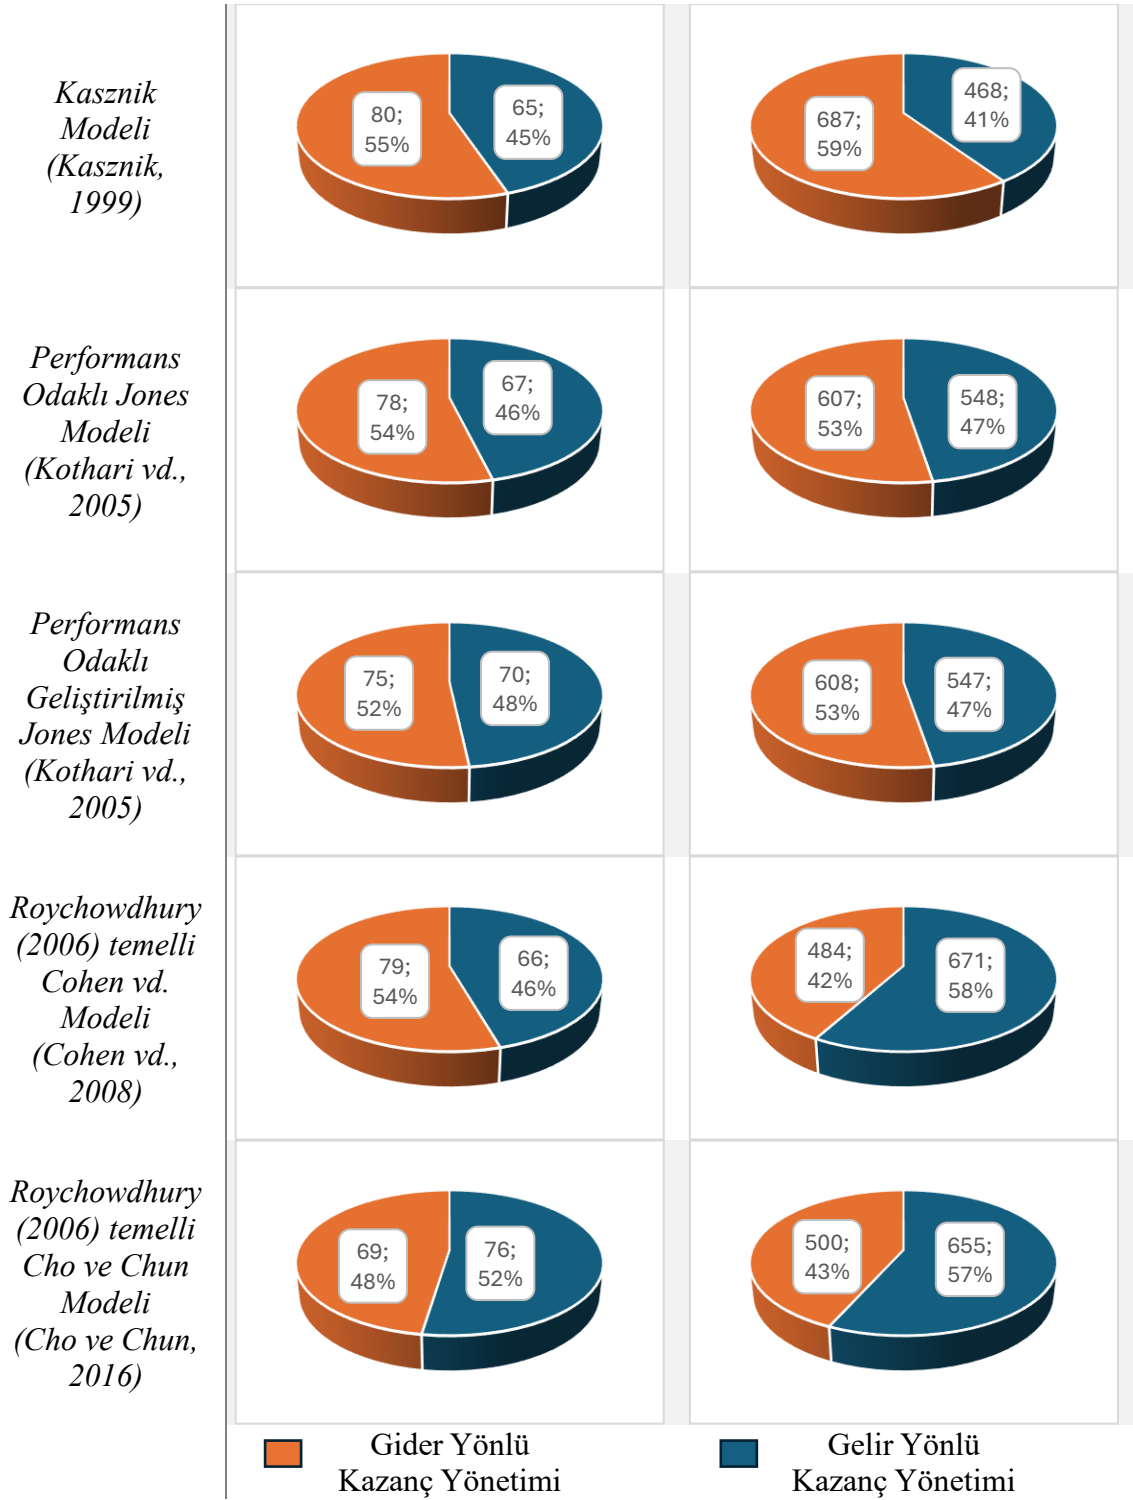 Kasznik
Modeli
(Kasznik,
1999)
80;
55%
65;
45%
687;
59%
468;
41%
Performans
Odaklı Jones
Modeli
(Kothari vd.,
2005)
78;
54%
67;
46%
607;
53%
548;
47%
Performans
Odaklı
Geliştirilmiş
Jones Modeli
(Kothari vd.,
2005)
75;
52%
70;
48%
608;
53%
547;
47%
Roychowdhury
(2006) temelli
Cohen vd.
Modeli
(Cohen vd.,
2008)
79;
54%
66;
46%
484;
42%
671;
58%
Roychowdhury
(2006) temelli
Cho ve Chun
Modeli
(Cho ve Chun,
2016)
69;
48%
76;
52%
500;
43%
655;
57%
Gider Yönlü
Kazanç Yönetimi
Gelir Yönlü
Kazanç Yönetimi